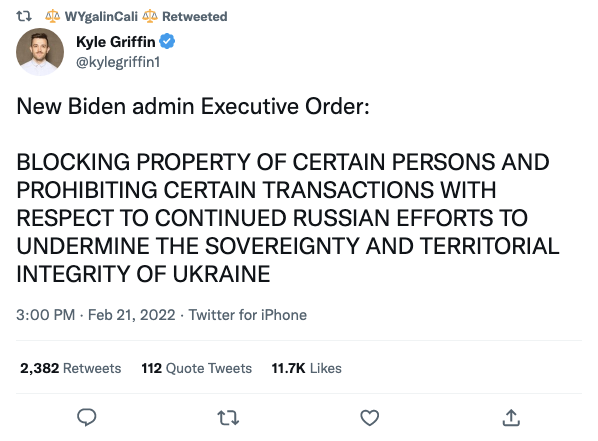 WYgalinCali Retweeted
Kyle Griffin
@kylegriffin1
New Biden admin Executive Order:
BLOCKING PROPERTY OF CERTAIN PERSONS AND
PROHIBITING CERTAIN TRANSACTIONS WITH
RESPECT TO CONTINUED RUSSIAN EFFORTS TO
UNDERMINE THE SOVEREIGNTY AND TERRITORIAL
INTEGRITY OF UKRAINE
3:00 PM · Feb 21, 2022 · Twitter for iPhone
2,382 Retweets 112 Quote Tweets 11.7K Likes